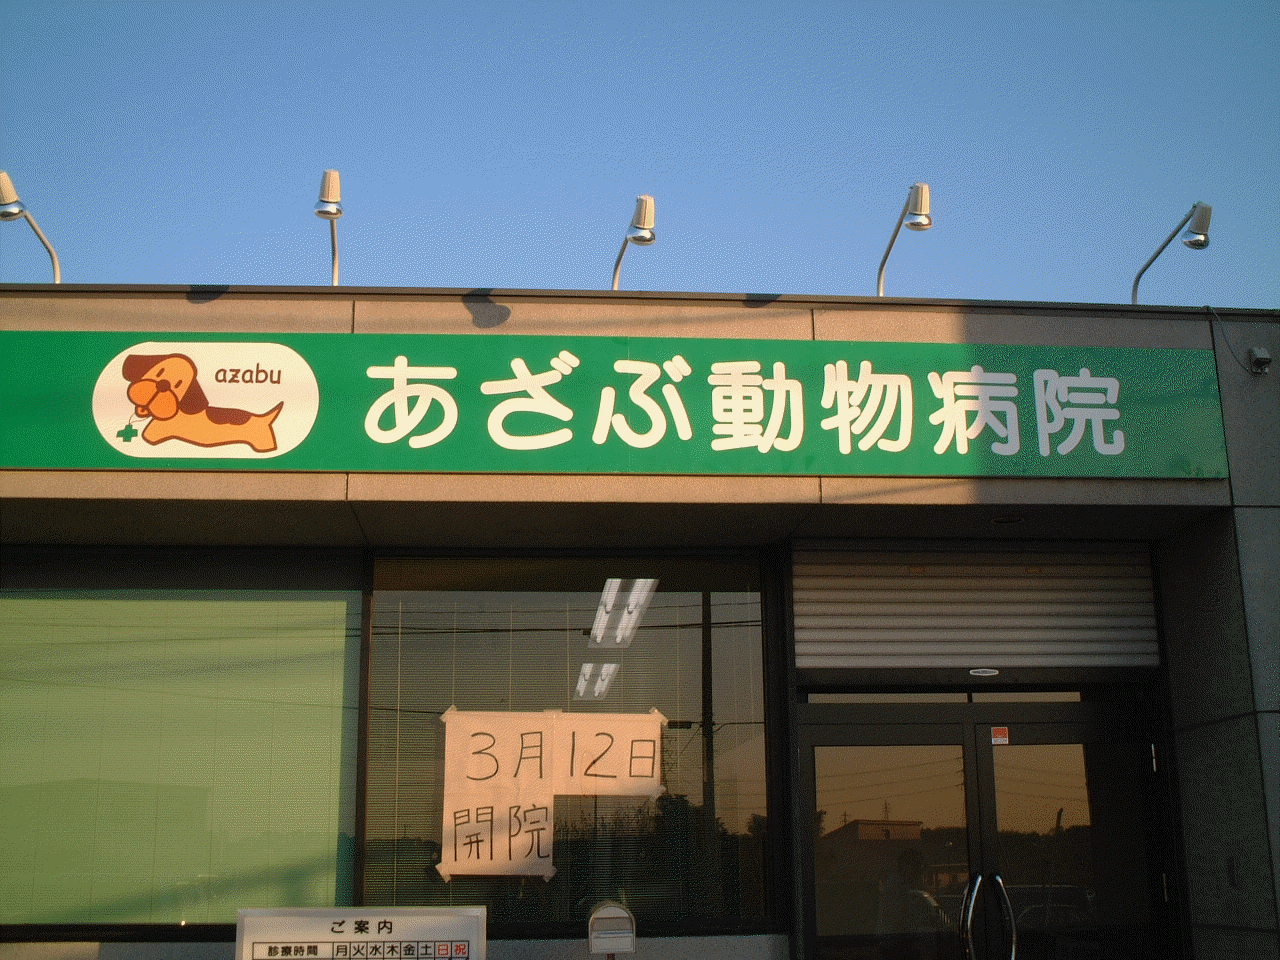 azabu
あざぶ動物病院
3月12日
開院
ご案内
診療時間 月 火 水 木 金 土 日 祝